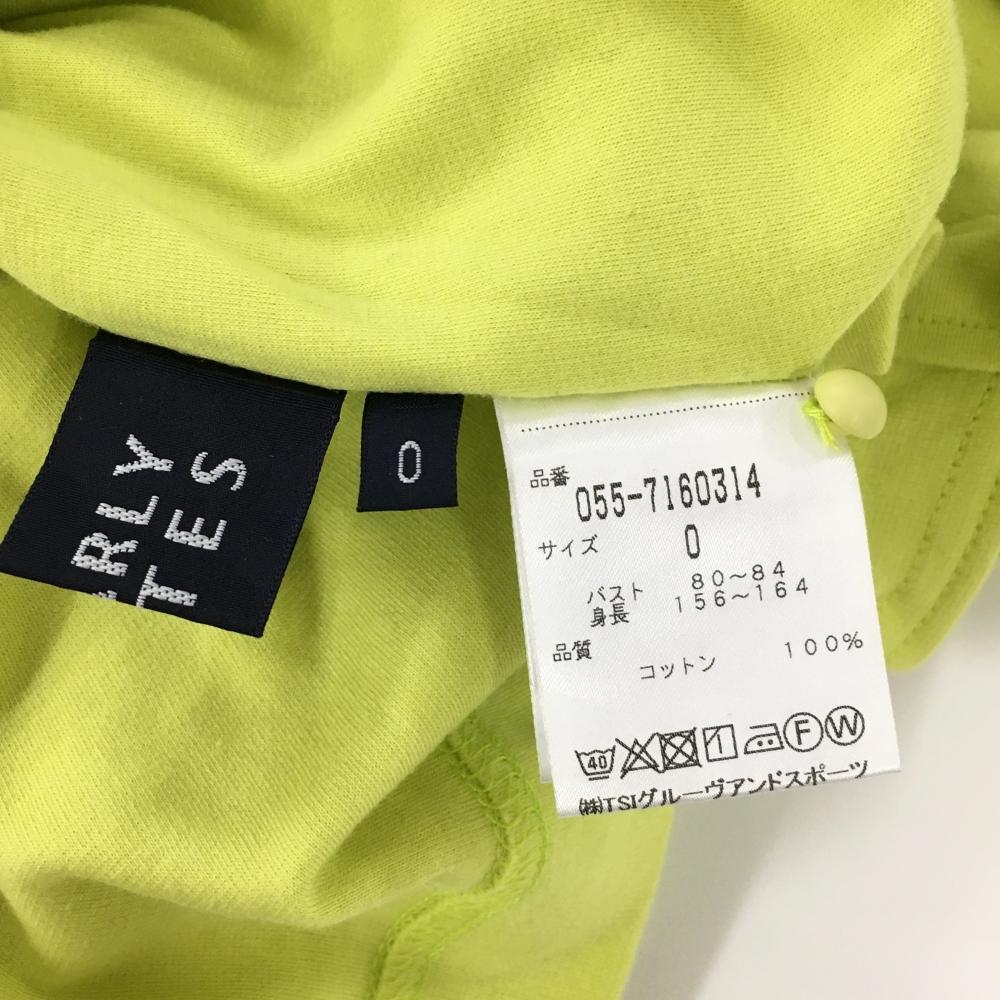 RLY
TES
0
品番
055-7160314
サイズ 0
バスト 80〜84
身長 156〜164
品質
コットン 100%
40 F W
㈱TSIグルーヴアンドスポーツ